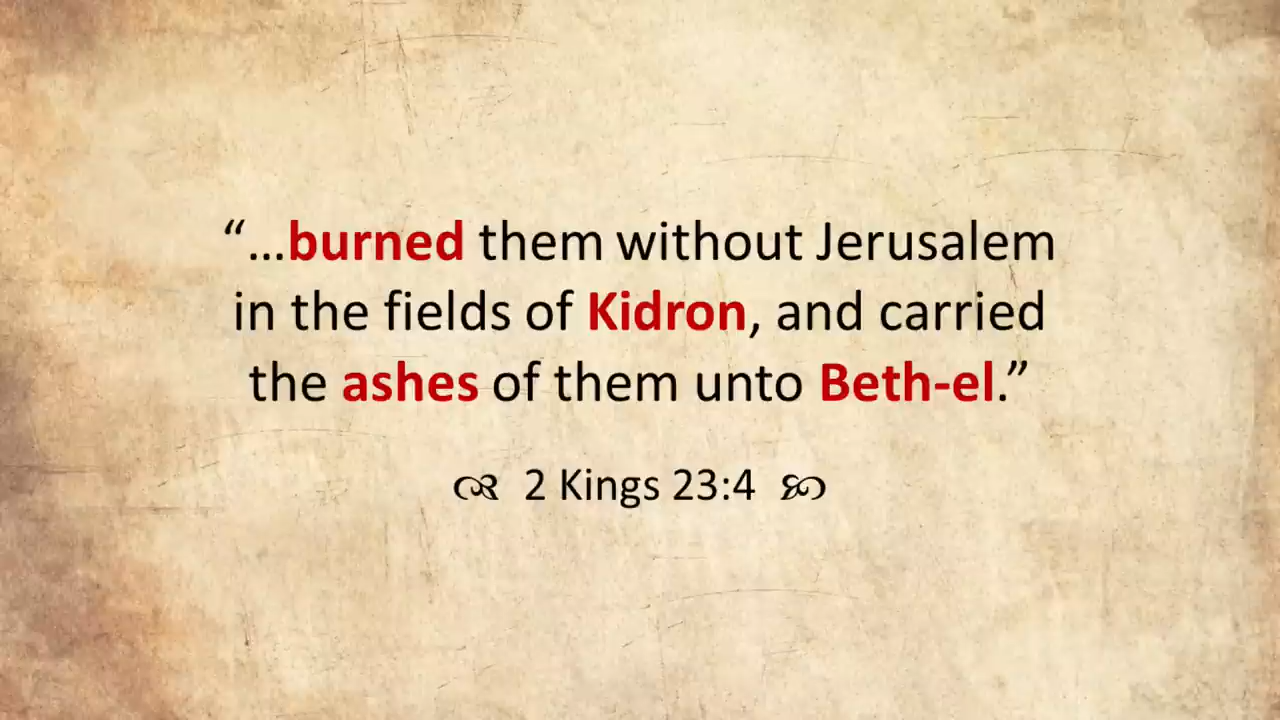 “…burned them without Jerusalem
in the fields of Kidron, and carried
the ashes of them unto Beth-el.”
2 Kings 23:4